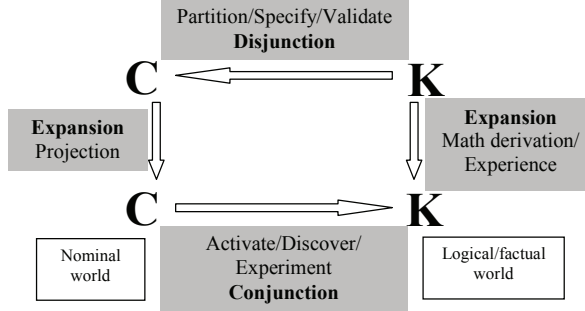 Partition/Specify/Validate
Disjunction
C
K
Expansion
Projection
Expansion
Math derivation/
Experience
C
K
Nominal
world
Activate/Discover/
Experiment
Conjunction
Logical/factual
world